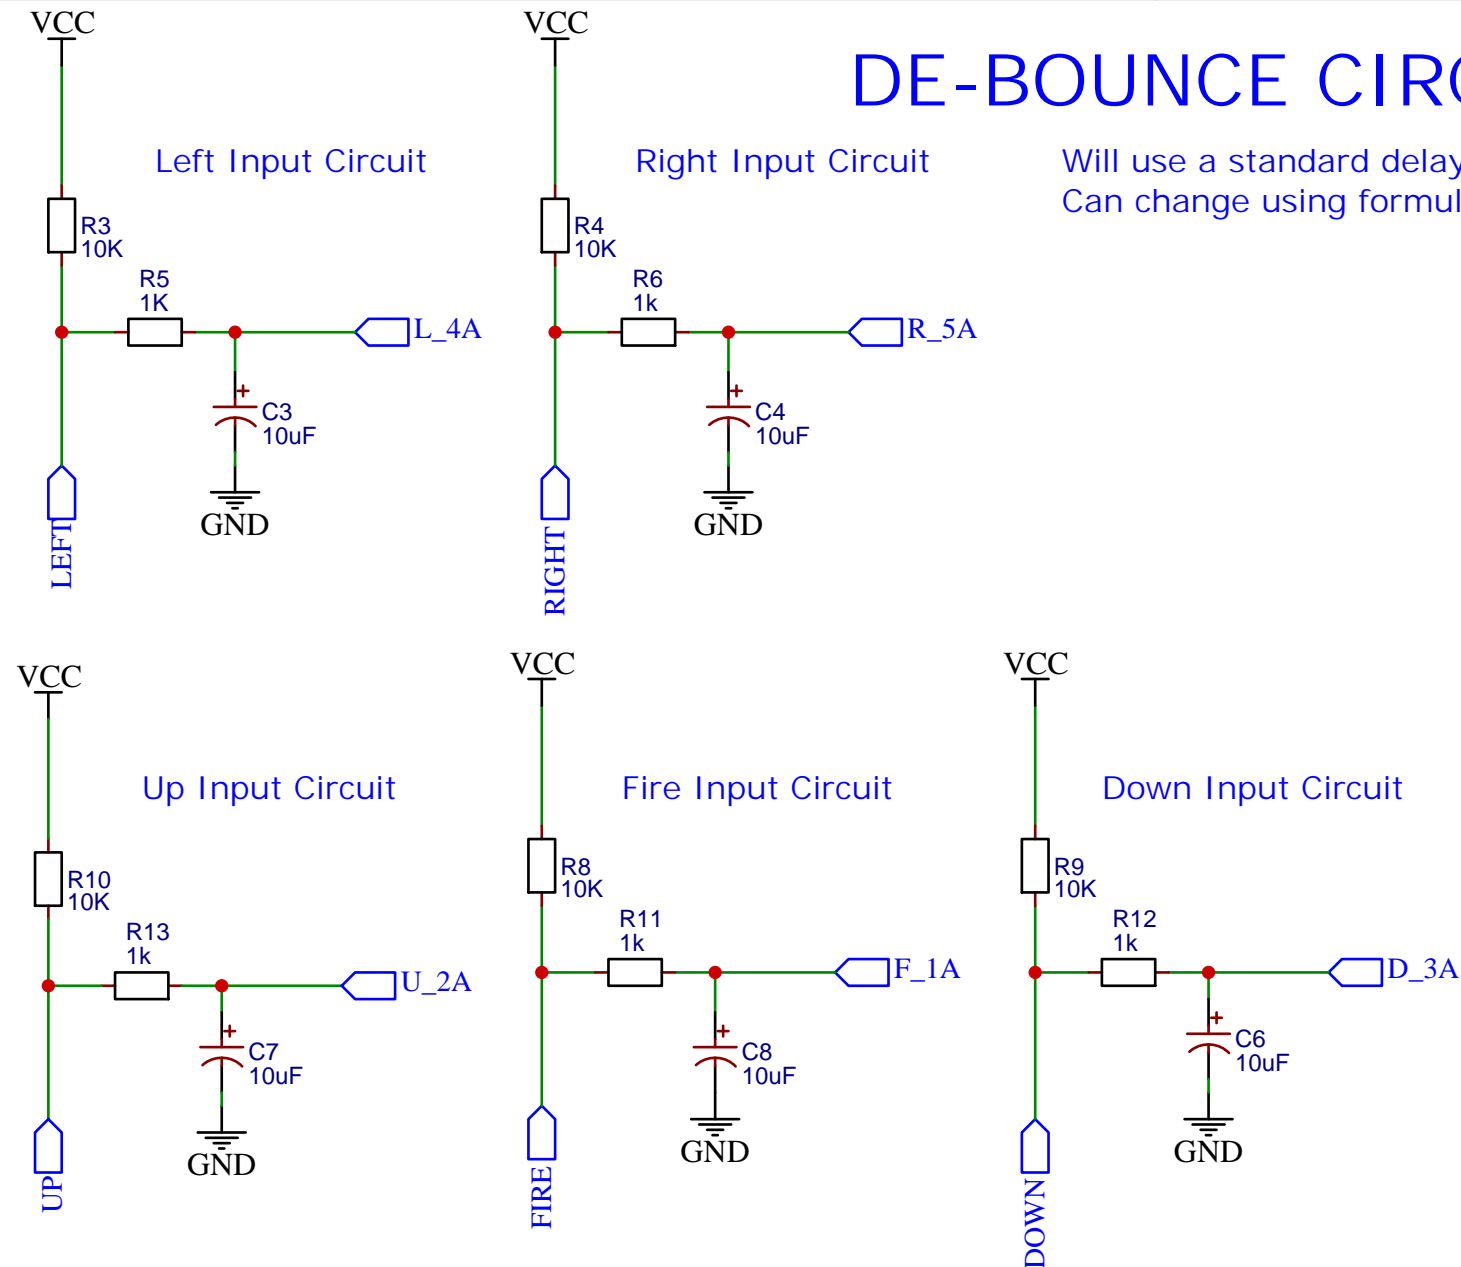 DE-BOUNCE CIRC
Will use a standard delay
Can change using formul
VCC
Left Input Circuit
R3
10K
R5
1K
L_4A
C3
10uF
GND
LEFT
VCC
Right Input Circuit
R4
10K
R6
1k
R_5A
C4
10uF
GND
RIGHT
VCC
Up Input Circuit
R10
10K
R13
1k
U_2A
C7
10uF
GND
UP
VCC
Fire Input Circuit
R8
10K
R11
1k
F_1A
C8
10uF
GND
FIRE
VCC
Down Input Circuit
R9
10K
R12
1k
D_3A
C6
10uF
GND
DOWN